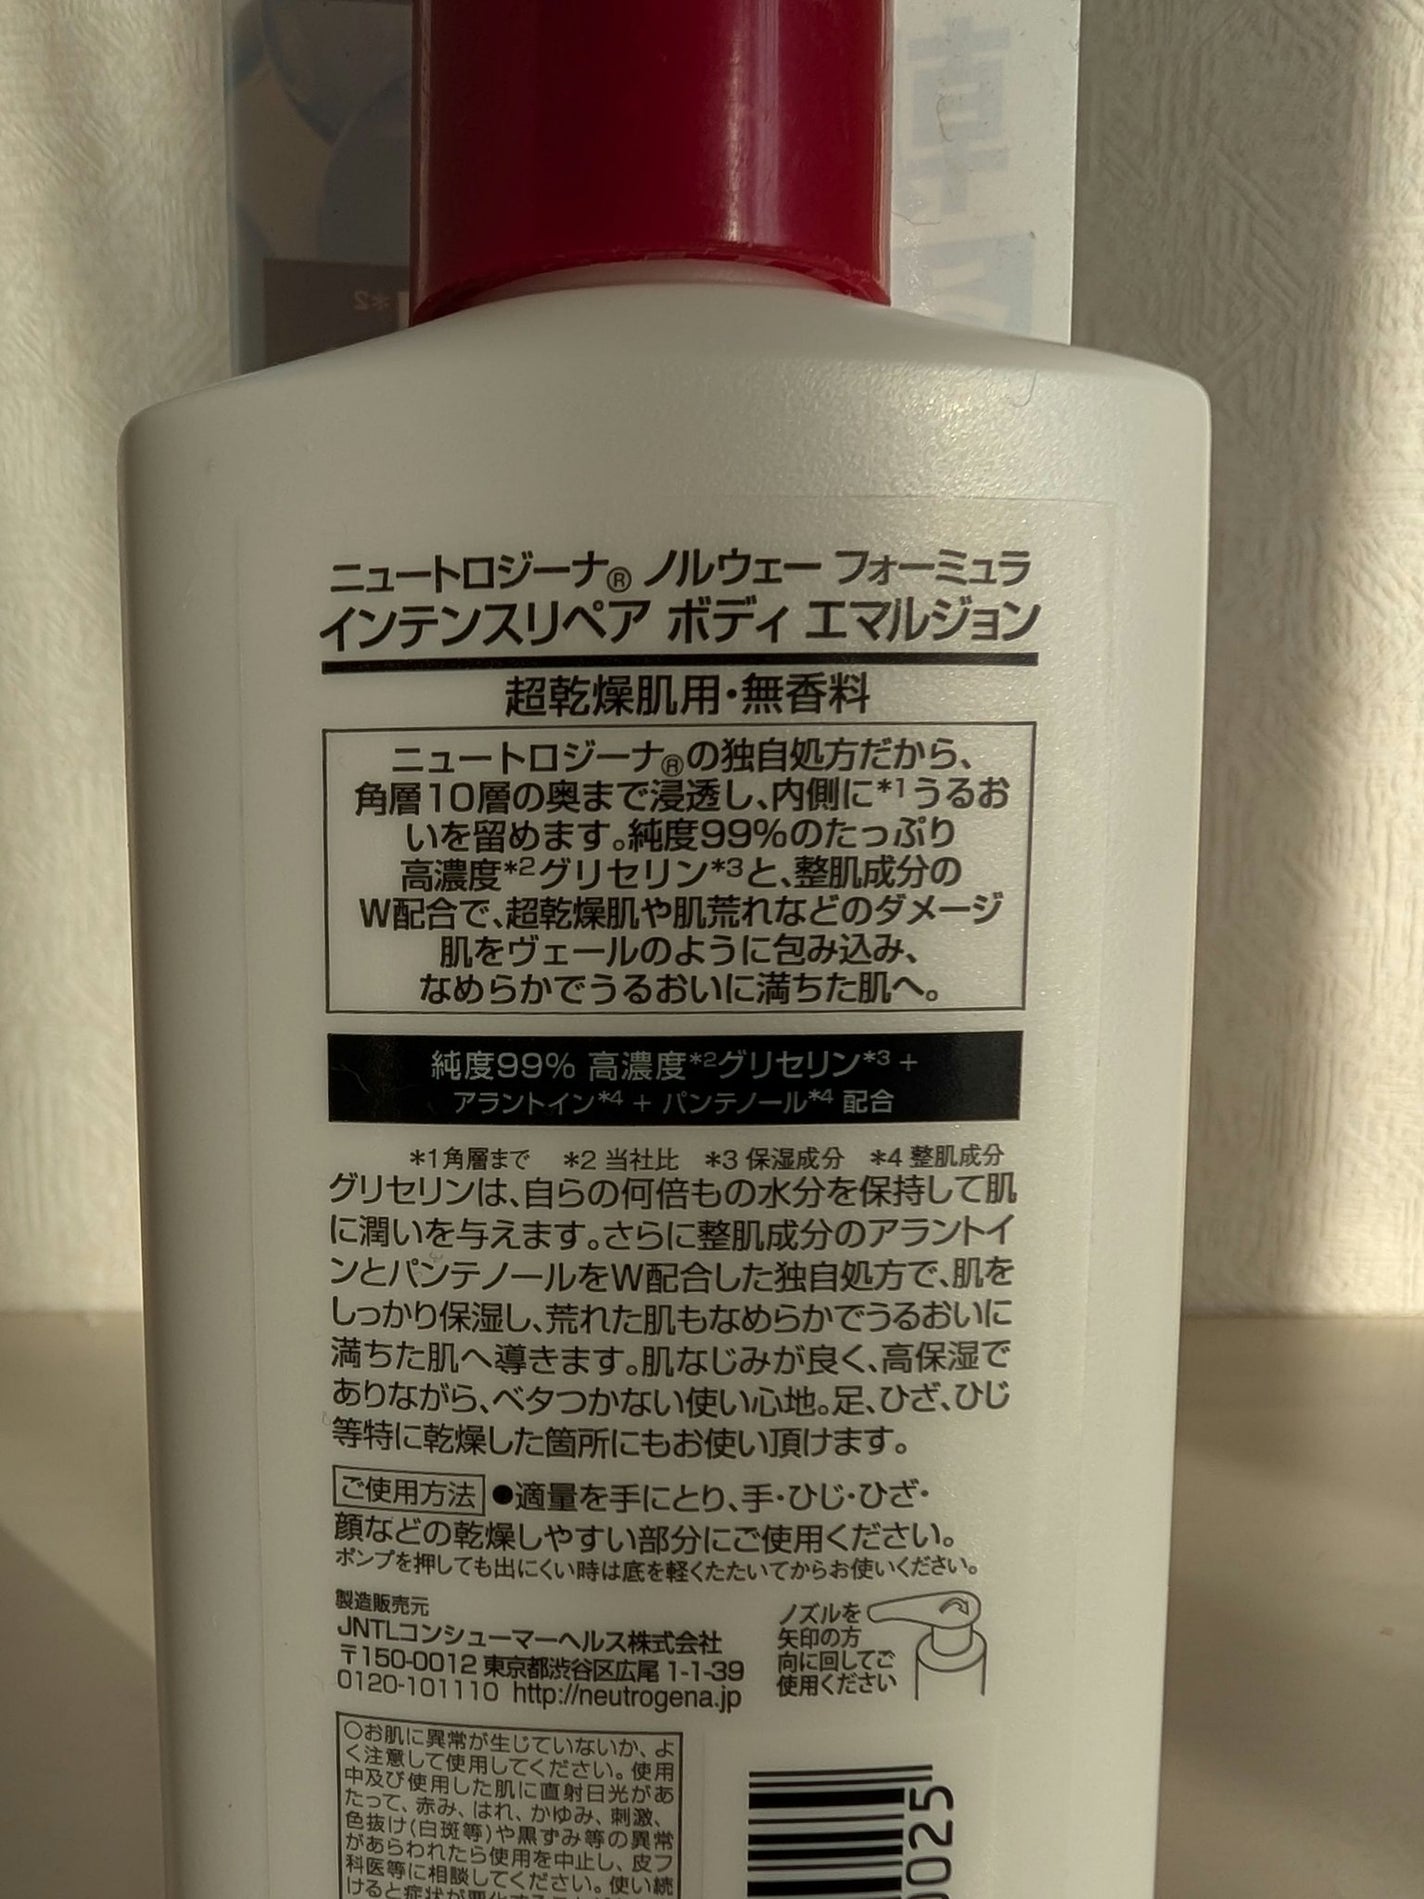 ニュートロジーナ® ノルウェー フォーミュラ
インテンスリペア ボディ エマルジョン
超乾燥肌用・無香料
ニュートロジーナ®の独自処方だから、
角層10層の奥まで浸透し、内側に*1うるお
いを留めます。純度99%のたっぷり
高濃度*2グリセリン*3と、整肌成分の
W配合で、超乾燥肌や肌荒れなどのダメージ
肌をヴェールのように包み込み、
なめらかでうるおいに満ちた肌へ。
純度99% 高濃度*2グリセリン*3 +
アラントイン*4 + パンテノール*4 配合
*1角層まで *2 当社比 *3 保湿成分 *4 整肌成分
グリセリンは、自らの何倍もの水分を保持して肌
に潤いを与えます。さらに整肌成分のアラントイ
ンとパンテノールをW配合した独自処方で、肌を
しっかり保湿し、荒れた肌もなめらかでうるおいに
満ちた肌へ導きます。肌なじみが良く、高保湿で
ありながら、ベタつかない使い心地。足、ひざ、ひじ
等特に乾燥した箇所にもお使い頂けます。
ご使用方法 ●適量を手にとり、手・ひじ・ひざ・
顔などの乾燥しやすい部分にご使用ください。
ポンプを押しても出にくい時は底を軽くたたいてからお使いください。
製造販売元
JNTLコンシューマーヘルス株式会社
〒150-0012 東京都渋谷区広尾 1-1-39
0120-101110 http://neutrogena.jp
ノズルを
矢印の方
向に回してご
使用ください
○お肌に異常が生じていないか、よ
く注意して使用してください。使用
中及び使用した肌に直射日光があ
たって、赤み、はれ、かゆみ、刺激、
色抜け(白斑等)や黒ずみ等の異常
があらわれたら使用を中止し、皮フ
科医等に相談してください。使い続
0025
*2